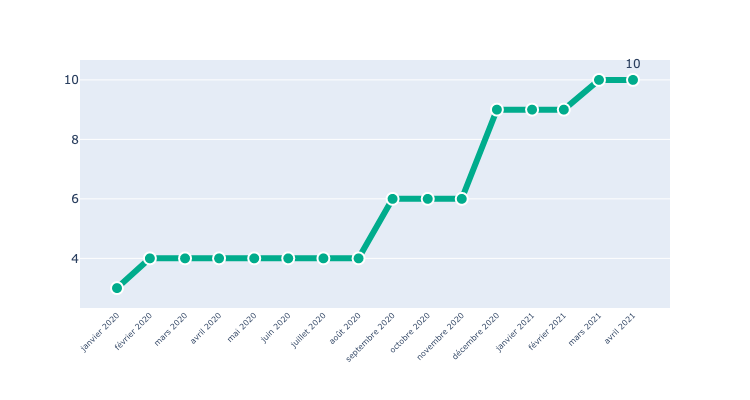 10
10
8
6
4
janvier 2020
février 2020
mars 2020
avril 2020
mai 2020
juin 2020
juillet 2020
août 2020
septembre 2020
octobre 2020
novembre 2020
décembre 2020
janvier 2021
février 2021
mars 2021
avril 2021